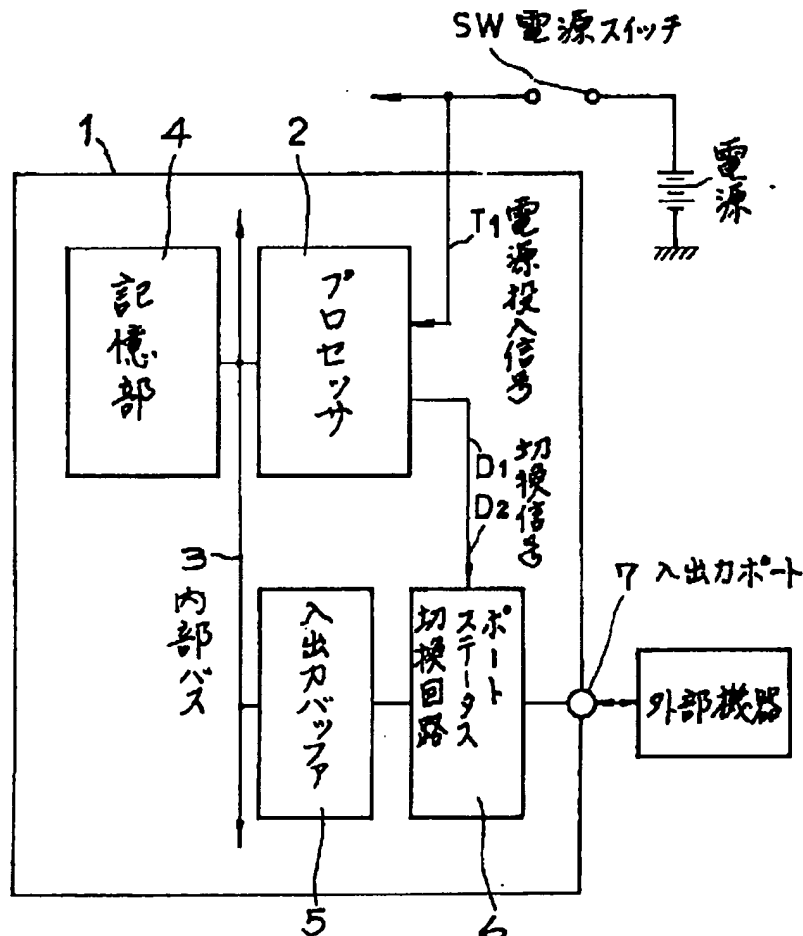 SW 電源スイッチ
1
4
2
電源
T1 電源投入信号
記憶部
プロセッサ
D1
D2
切換信号
3
内部バス
入出力バッファ
ポート
ステータス
切換回路
7 入出力ポート
外部機器
5
6